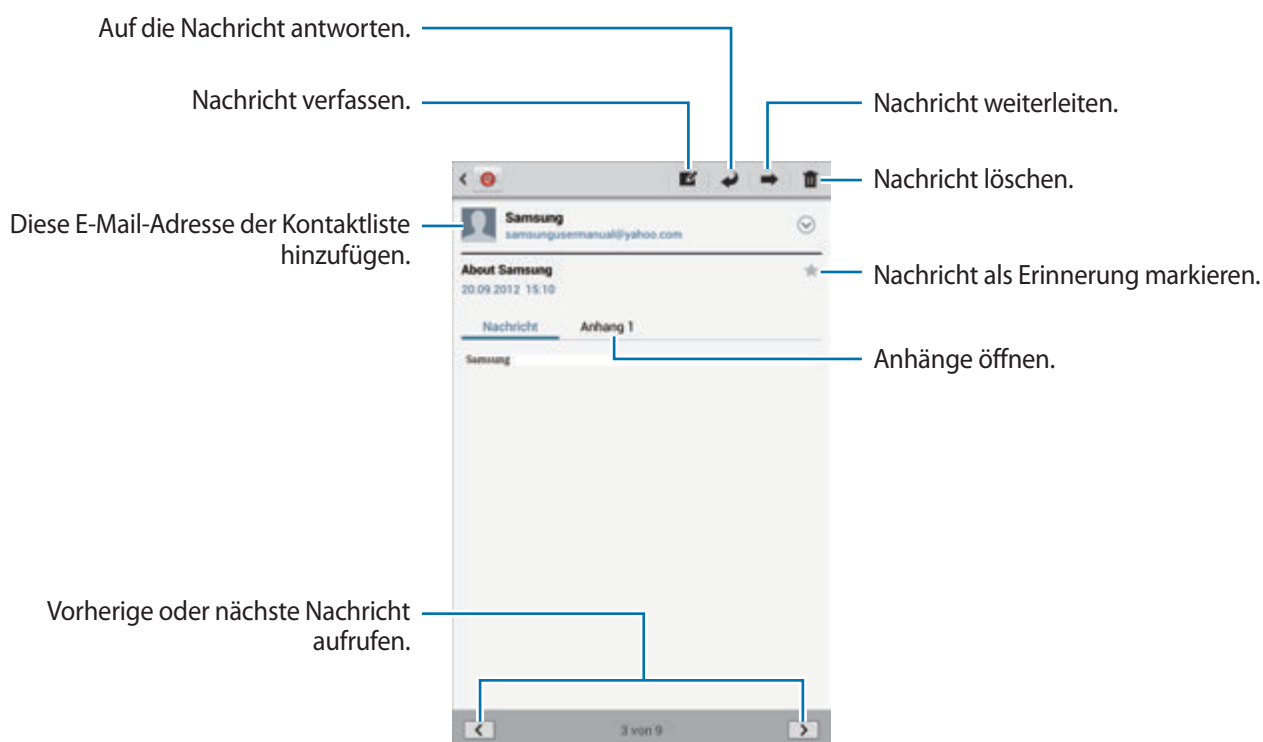 Auf die Nachricht antworten.
Nachricht verfassen.
Nachricht weiterleiten.
Nachricht löschen.
Diese E-Mail-Adresse der Kontaktliste
hinzufügen.
Samsung
samsungusermanual@yahoo.com
About Samsung
20.09.2012 15:10
Nachricht als Erinnerung markieren.
Nachricht Anhang 1
Samsung
Anhänge öffnen.
Vorherige oder nächste Nachricht
aufrufen.
3 von 9